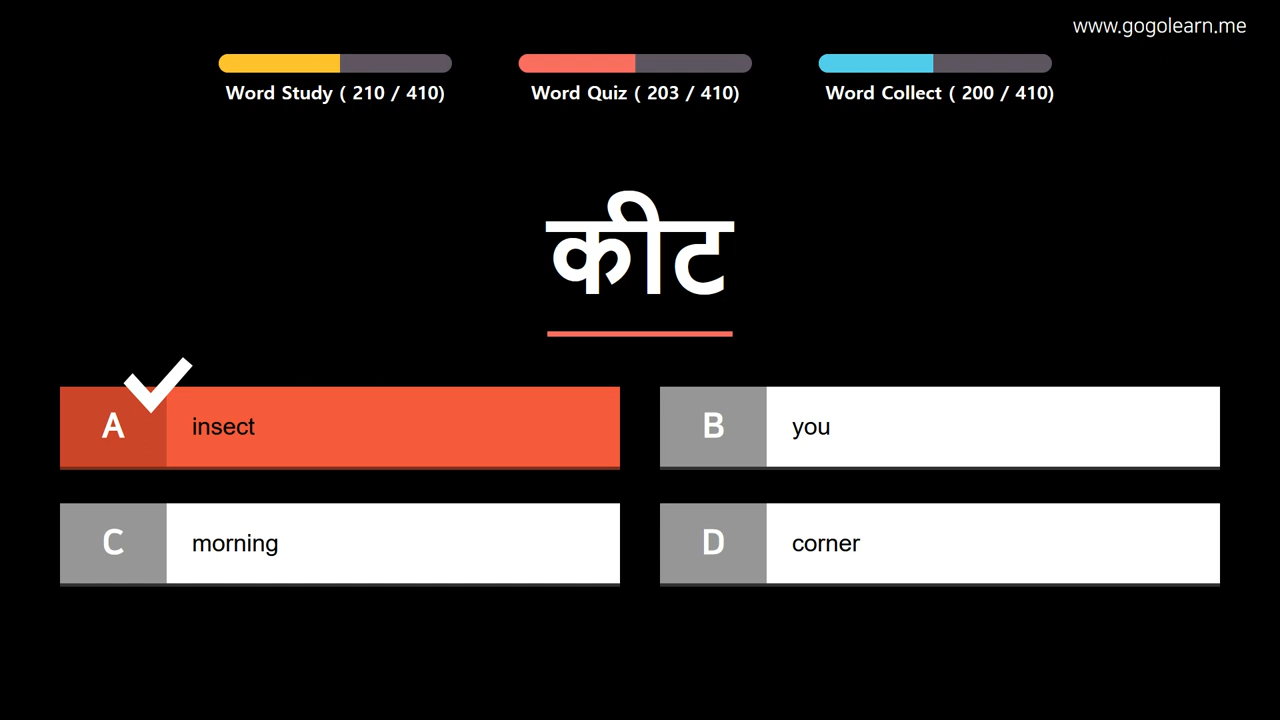 www.gogolearn.me
Word Study ( 210 / 410)
Word Quiz ( 203 / 410)
Word Collect ( 200 / 410)
कीट
A
insect
B
you
C
morning
D
corner